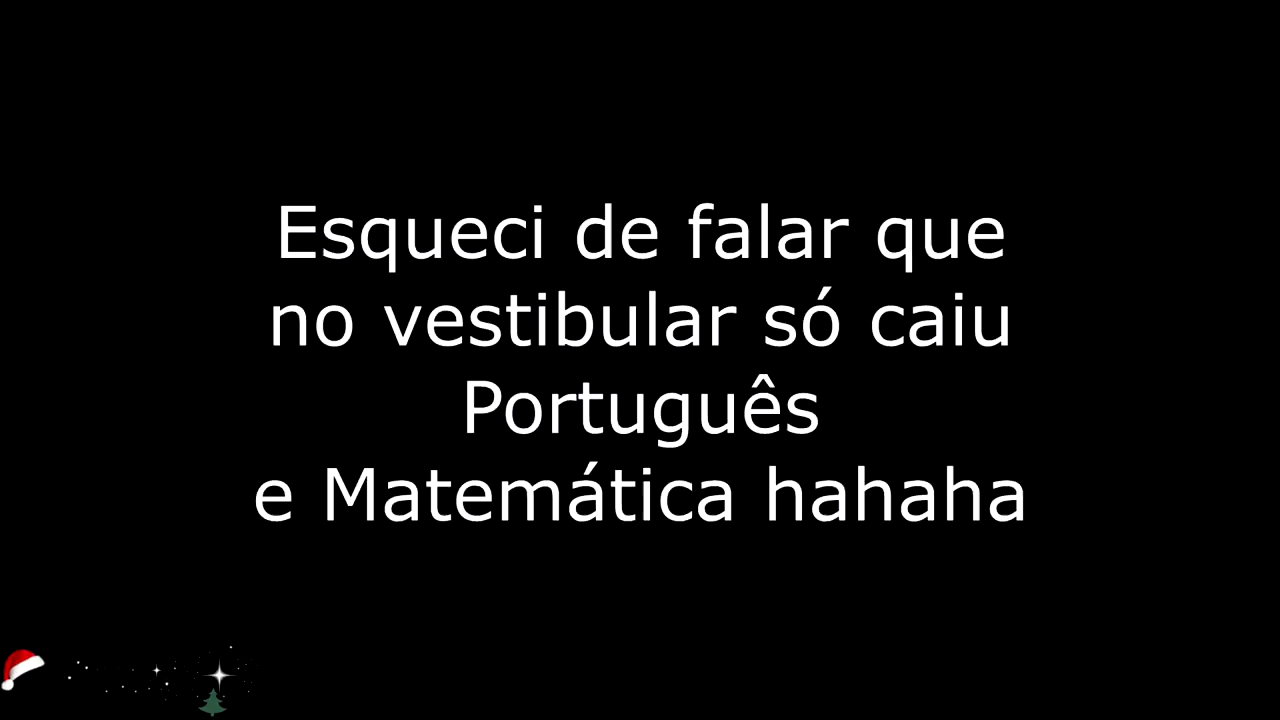 Esqueci de falar que
no vestibular só caiu
Português
e Matemática hahaha